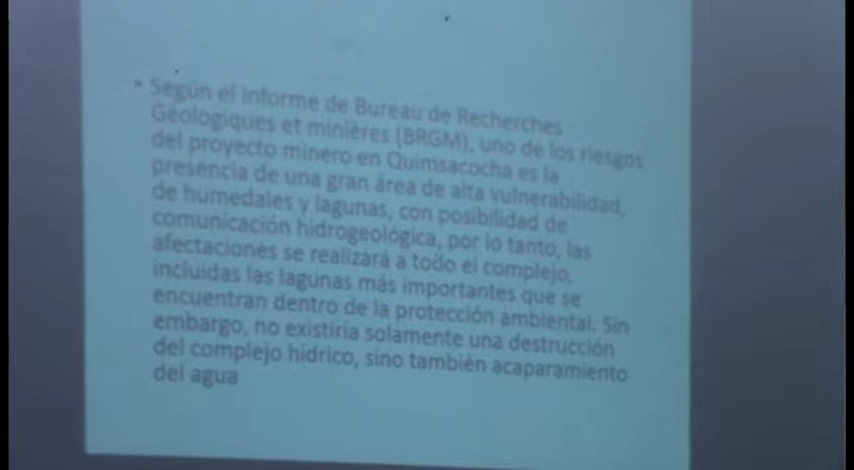 • Según el informe de Bureau de Recherches
Géologiques et minières (BRGM), uno de los riesgos
del proyecto minero en Quimsacocha es la
presencia de una gran área de alta vulnerabilidad,
de humedales y lagunas, con posibilidad de
comunicación hidrogeológica, por lo tanto, las
afectaciones se realizará a todo el complejo,
incluidas las lagunas más importantes que se
encuentran dentro de la protección ambiental. Sin
embargo, no existiria solamente una destrucción
del complejo hídrico, sino también acaparamiento
del agua